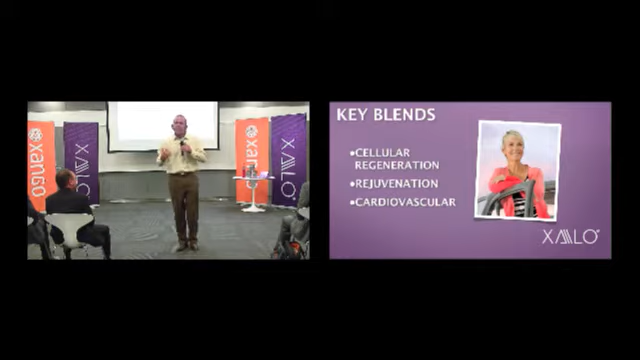 xango
XALO
xango
XALO
KEY BLENDS
•CELLULAR
REGENERATION
•REJUVENATION
•CARDIOVASCULAR
XALO